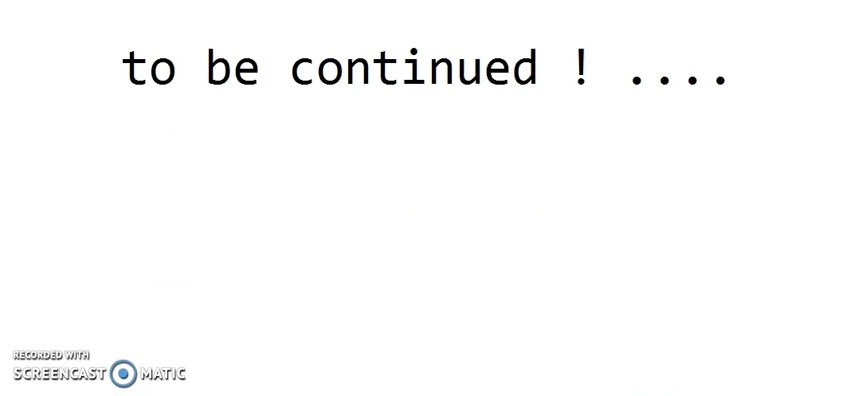 to be continued ! ....
RECORDED WITH
SCREENCAST MATIC